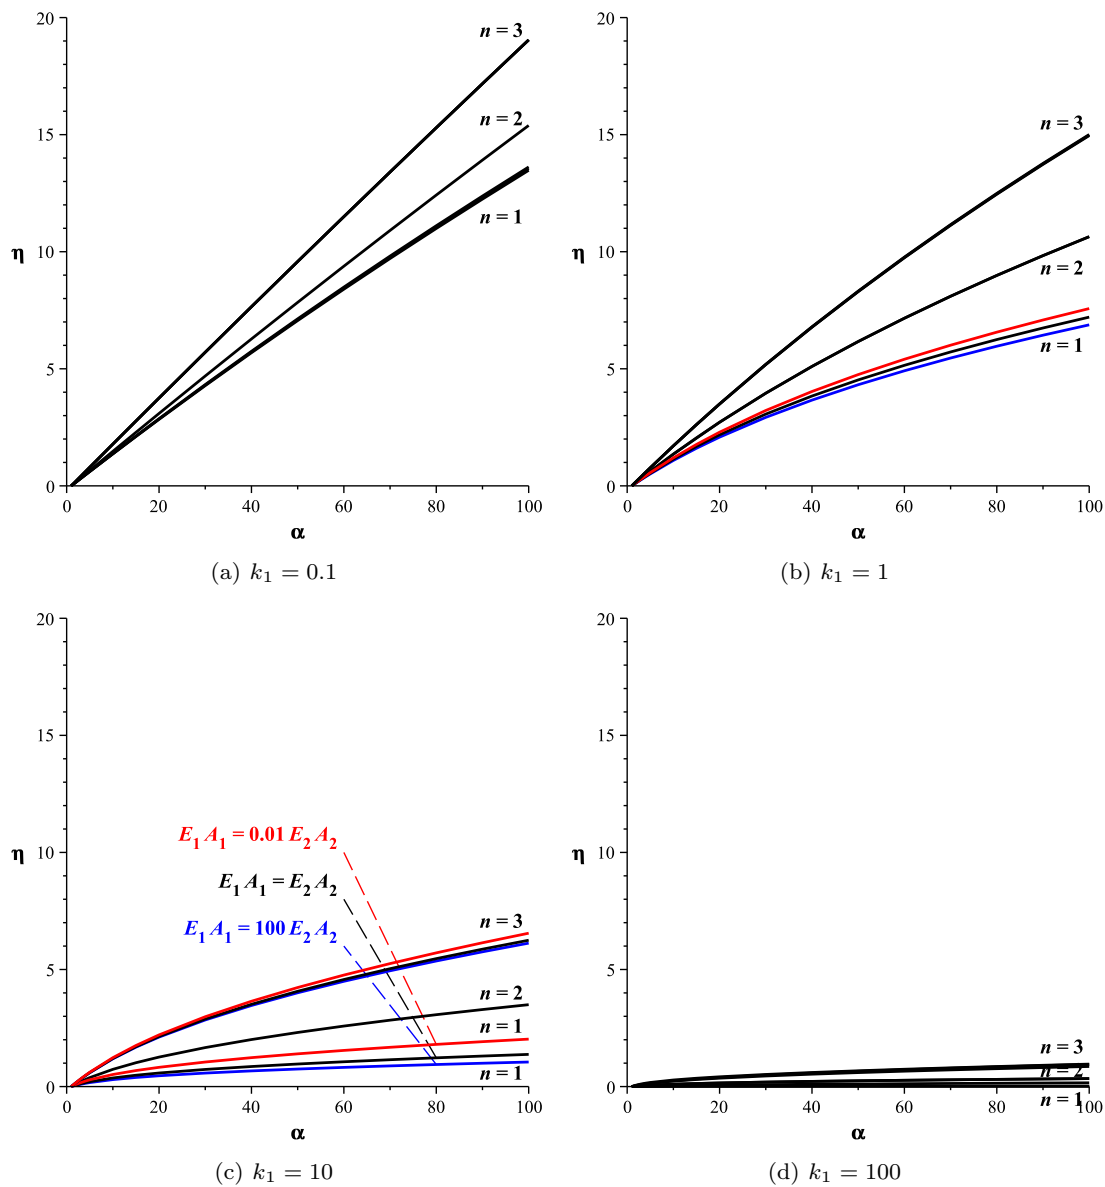 20
n = 3
15
n = 2
n = 1
η
10
5
0
0
20
40
60
80
100
α
(a) k₁ = 0.1
20
15
n = 3
η
10
n = 2
n = 1
5
0
0
20
40
60
80
100
α
(b) k₁ = 1
20
15
η
10
E₁ A₁ = 0.01 E₂ A₂
E₁ A₁ = E₂ A₂
E₁ A₁ = 100 E₂ A₂
n = 3
5
n = 2
n = 1
n = 1
0
0
20
40
60
80
100
α
(c) k₁ = 10
20
15
η
10
5
n = 3
n = 2
n = 1
0
0
20
40
60
80
100
α
(d) k₁ = 100